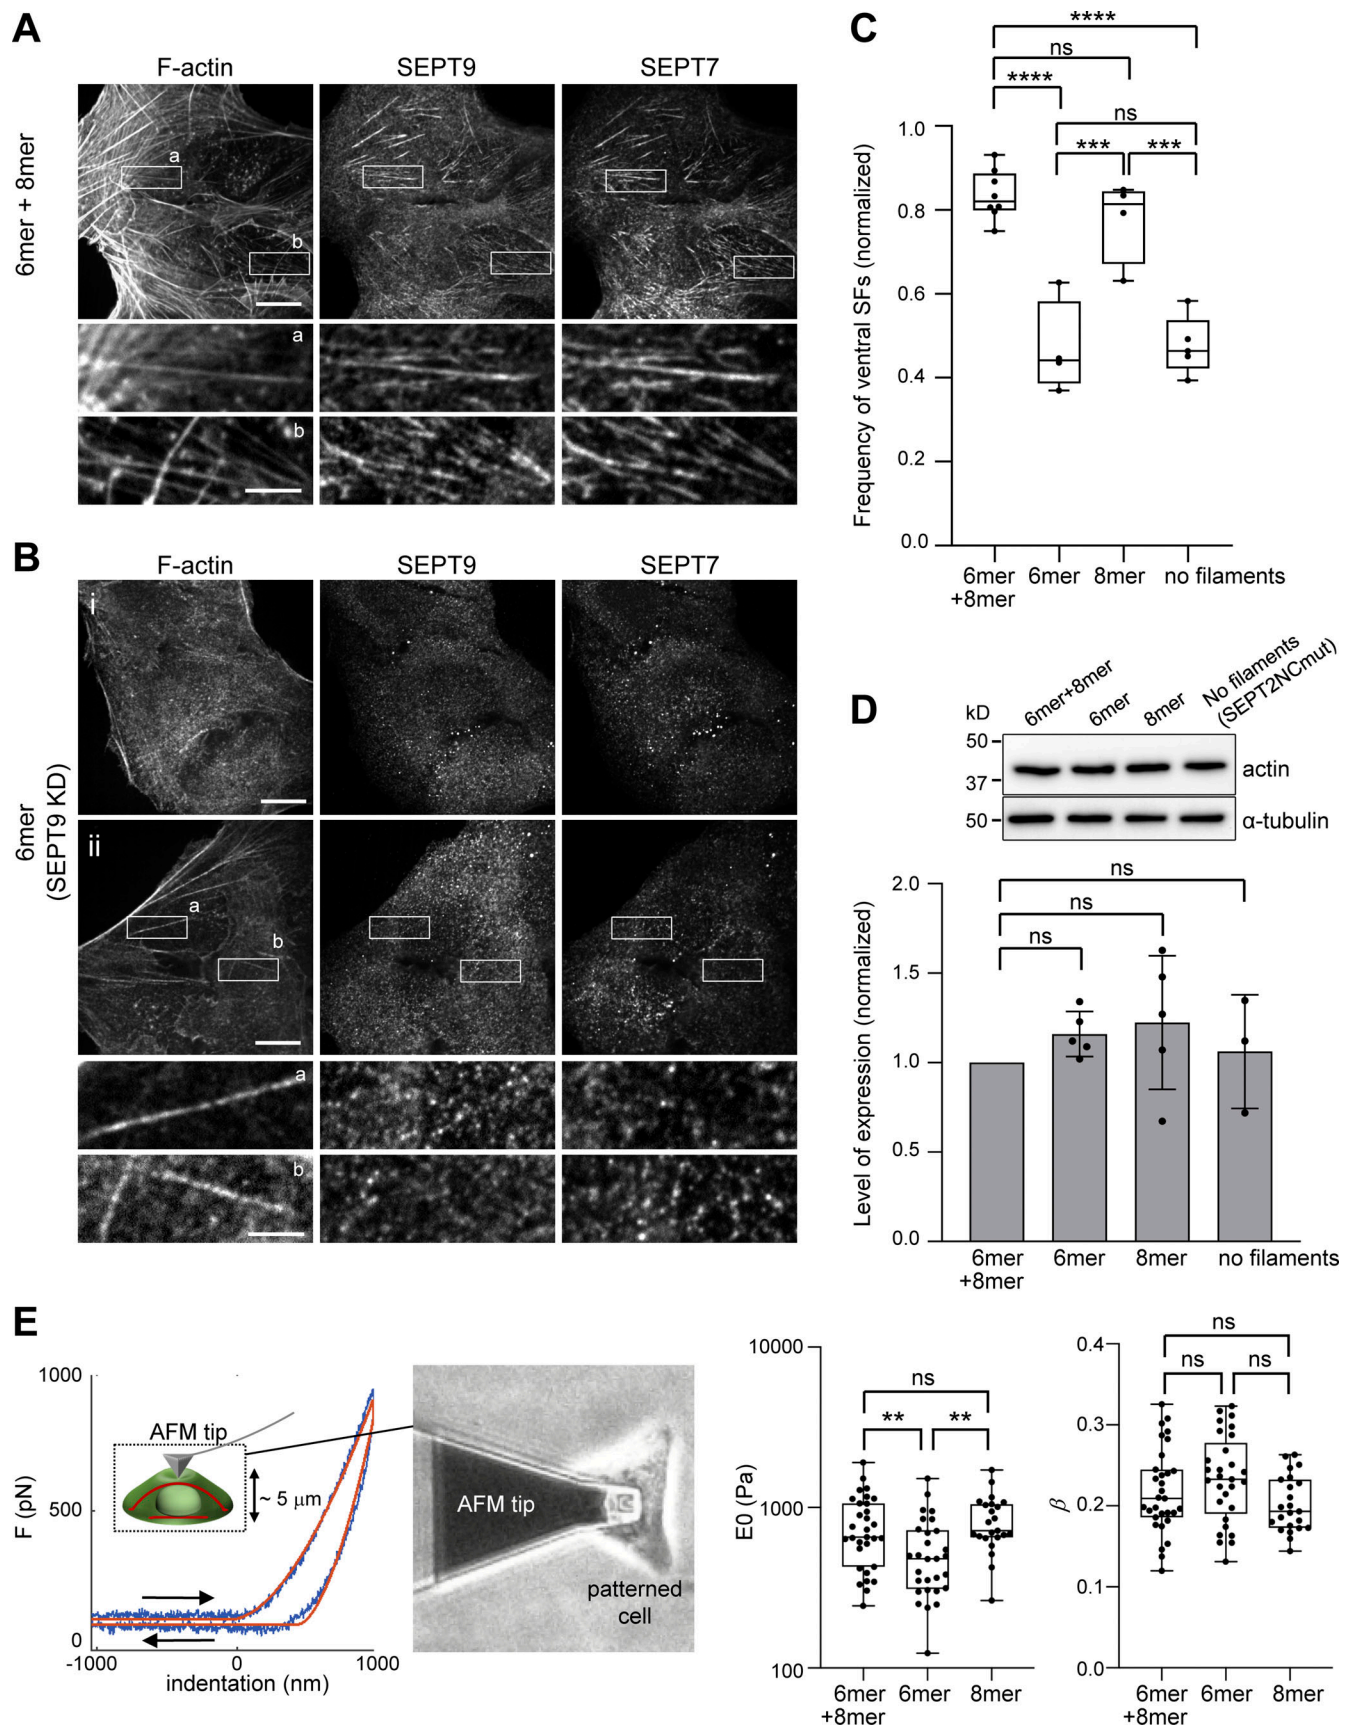 A
F-actin
SEPT9
SEPT7
6mer + 8mer
a
b
a
b
B
F-actin
SEPT9
SEPT7
6mer
(SEPT9 KD)
i
ii
a
b
a
b
C
****
ns
****
ns
***
***
Frequency of ventral SFs (normalized)
1.0
0.8
0.6
0.4
0.2
0.0
6mer
+8mer
6mer
8mer
no filaments
D
kD
6mer+8mer
6mer
8mer
No filaments
(SEPT2NCmut)
50
37
actin
50
α-tubulin
ns
ns
ns
Level of expression (normalized)
2.0
1.5
1.0
0.5
0.0
6mer
+8mer
6mer
8mer
no filaments
E
F (pN)
1000
500
0
-1000
0
1000
indentation (nm)
AFM tip
~ 5 μm
AFM tip
patterned
cell
E0 (Pa)
10000
1000
100
ns
**
**
6mer
+8mer
6mer
8mer
β
0.4
0.3
0.2
0.1
0.0
ns
ns
ns
6mer
+8mer
6mer
8mer